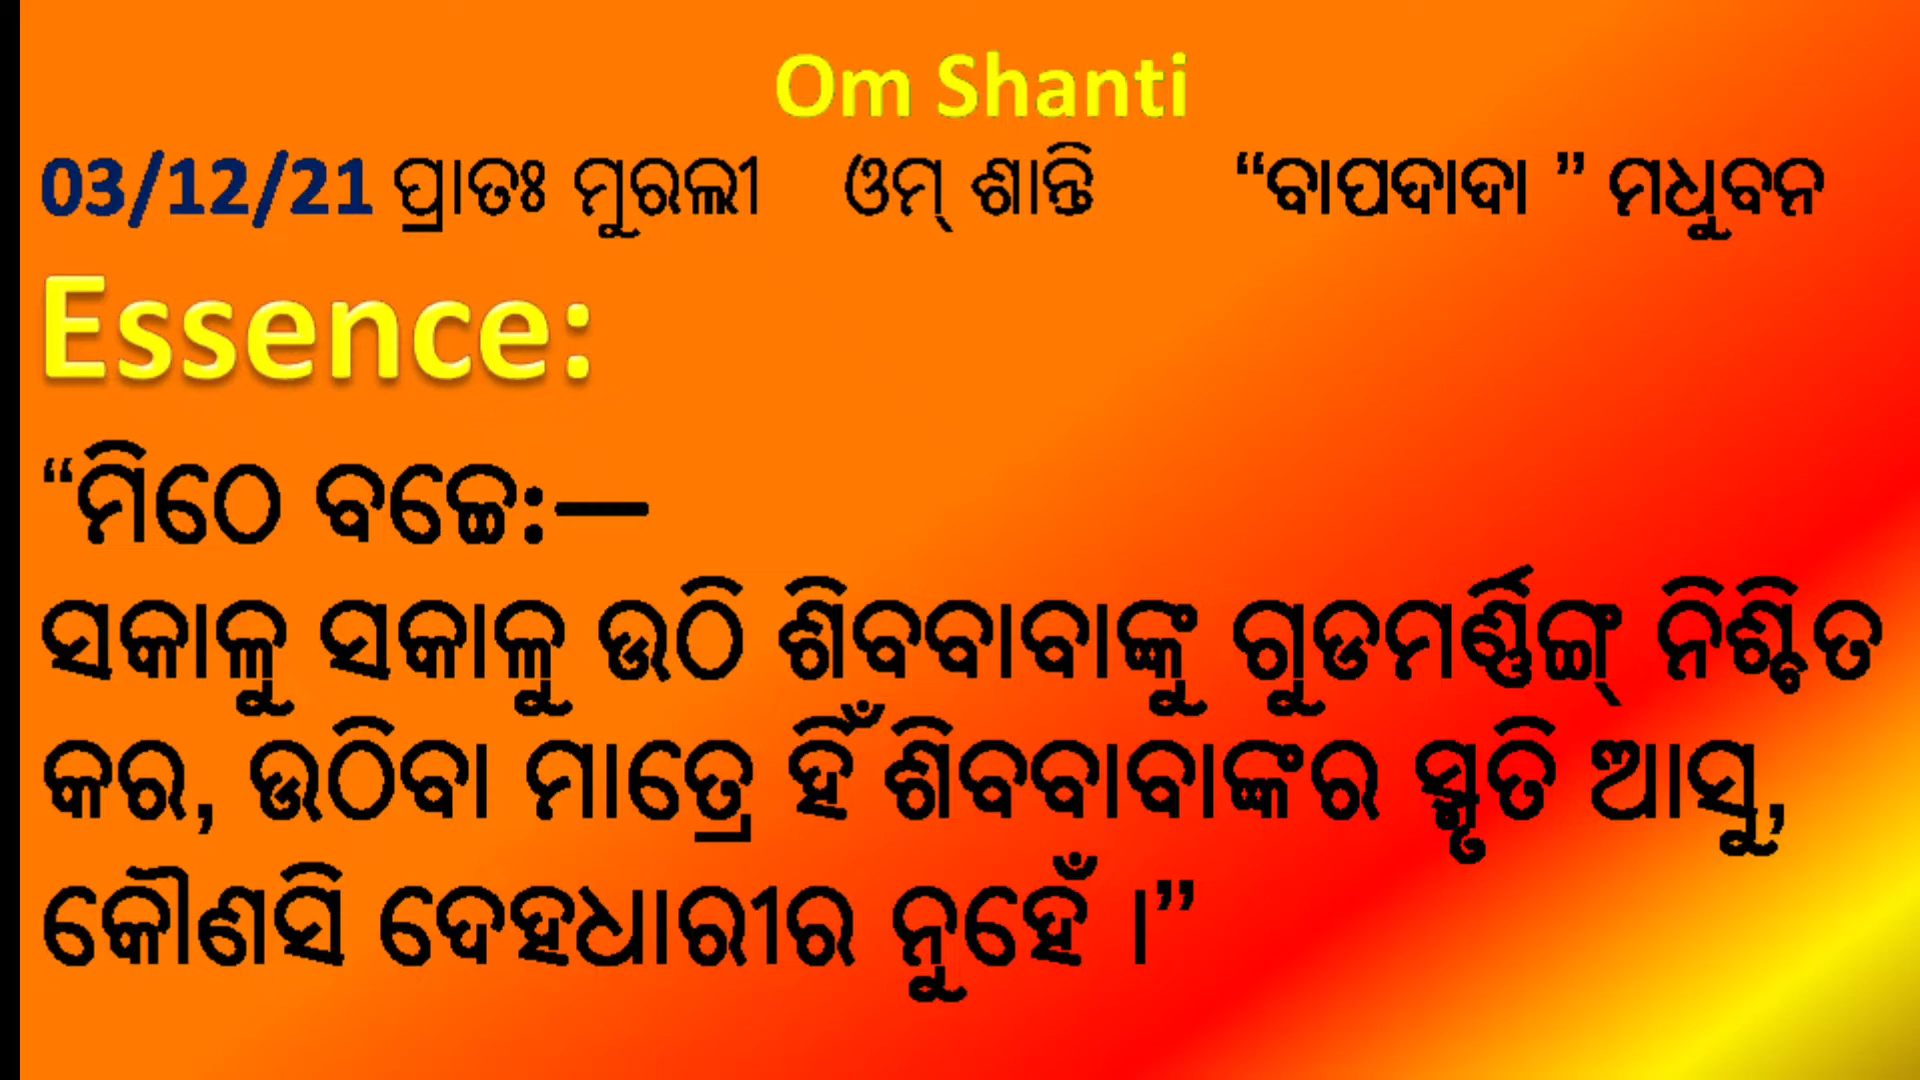 Om Shanti
03/12/21 ପ୍ରାତଃ ମୁରଲୀ ଓମ୍ ଶାନ୍ତି “ବାପଦାଦା ” ମଧୁବନ
Essence:
“ମିଠେ ବଚ୍ଚେ:—
ସକାଳୁ ସକାଳୁ ଉଠି ଶିବବାବାଙ୍କୁ ଗୁଡମର୍ଣ୍ଣିଙ୍ଗ୍ ନିଶ୍ଚିତ
କର, ଉଠିବା ମାତ୍ରେ ହିଁ ଶିବବାବାଙ୍କର ସ୍ମୃତି ଆସୁ,
କୌଣସି ଦେହଧାରୀର ନୁହେଁ ।”